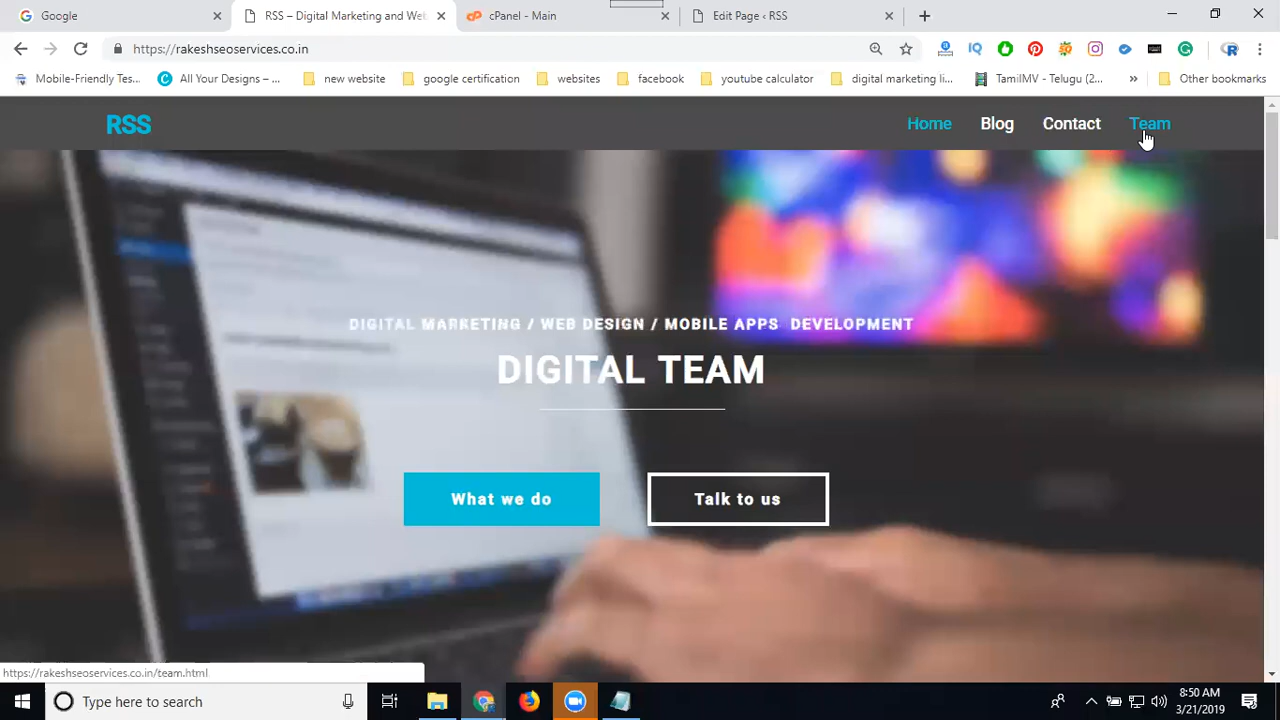 Google
RSS – Digital Marketing and Web
cPanel - Main
Edit Page ‹ RSS
https://rakeshseoservices.co.in
Mobile-Friendly Tes...
All Your Designs – ...
new website
google certification
websites
facebook
youtube calculator
digital marketing li...
TamilMV - Telugu (2...
»
Other bookmarks
RSS
Home
Blog
Contact
Team
DIGITAL MARKETING / WEB DESIGN / MOBILE APPS DEVELOPMENT
DIGITAL TEAM
What we do
Talk to us
https://rakeshseoservices.co.in/team.html
Type here to search
8:50 AM
3/21/2019